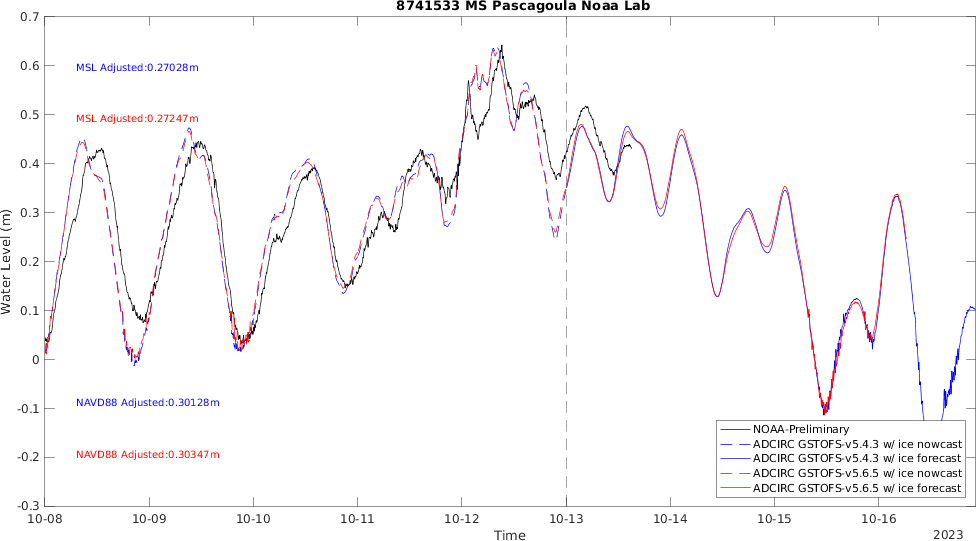 8741533 MS Pascagoula Noaa Lab
0.7
0.6
0.5
0.4
0.3
0.2
0.1
0
-0.1
-0.2
-0.3
Water Level (m)
MSL Adjusted:0.27028m
MSL Adjusted:0.27247m
NAVD88 Adjusted:0.30128m
NAVD88 Adjusted:0.30347m
NOAA-Preliminary
ADCIRC GSTOFS-v5.4.3 w/ ice nowcast
ADCIRC GSTOFS-v5.4.3 w/ ice forecast
ADCIRC GSTOFS-v5.6.5 w/ ice nowcast
ADCIRC GSTOFS-v5.6.5 w/ ice forecast
10-08 10-09 10-10 10-11 10-12 10-13 10-14 10-15 10-16
Time
2023